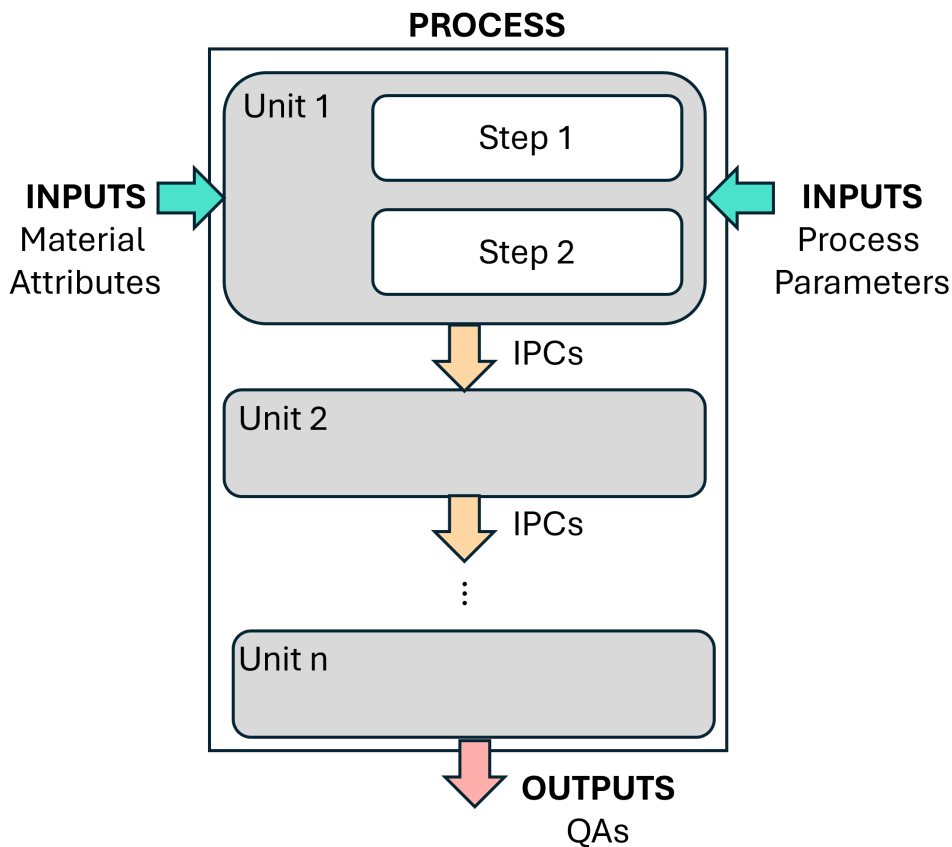 PROCESS
Unit 1
Step 1
INPUTS
Material
Attributes
INPUTS
Process
Parameters
Step 2
IPCs
Unit 2
IPCs
⋮
Unit n
OUTPUTS
QAs